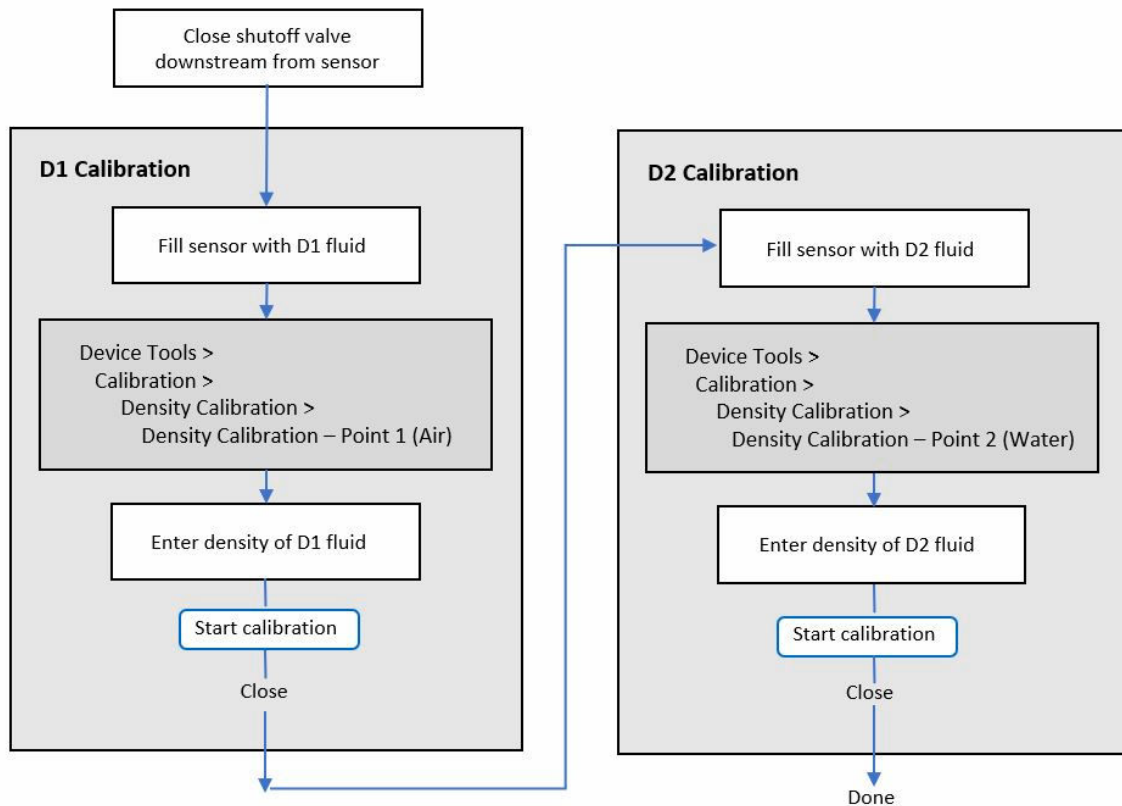 Close shutoff valve
downstream from sensor
D1 Calibration
Fill sensor with D1 fluid
Device Tools >
Calibration >
Density Calibration >
Density Calibration – Point 1 (Air)
Enter density of D1 fluid
Start calibration
Close
D2 Calibration
Fill sensor with D2 fluid
Device Tools >
Calibration >
Density Calibration >
Density Calibration – Point 2 (Water)
Enter density of D2 fluid
Start calibration
Close
Done